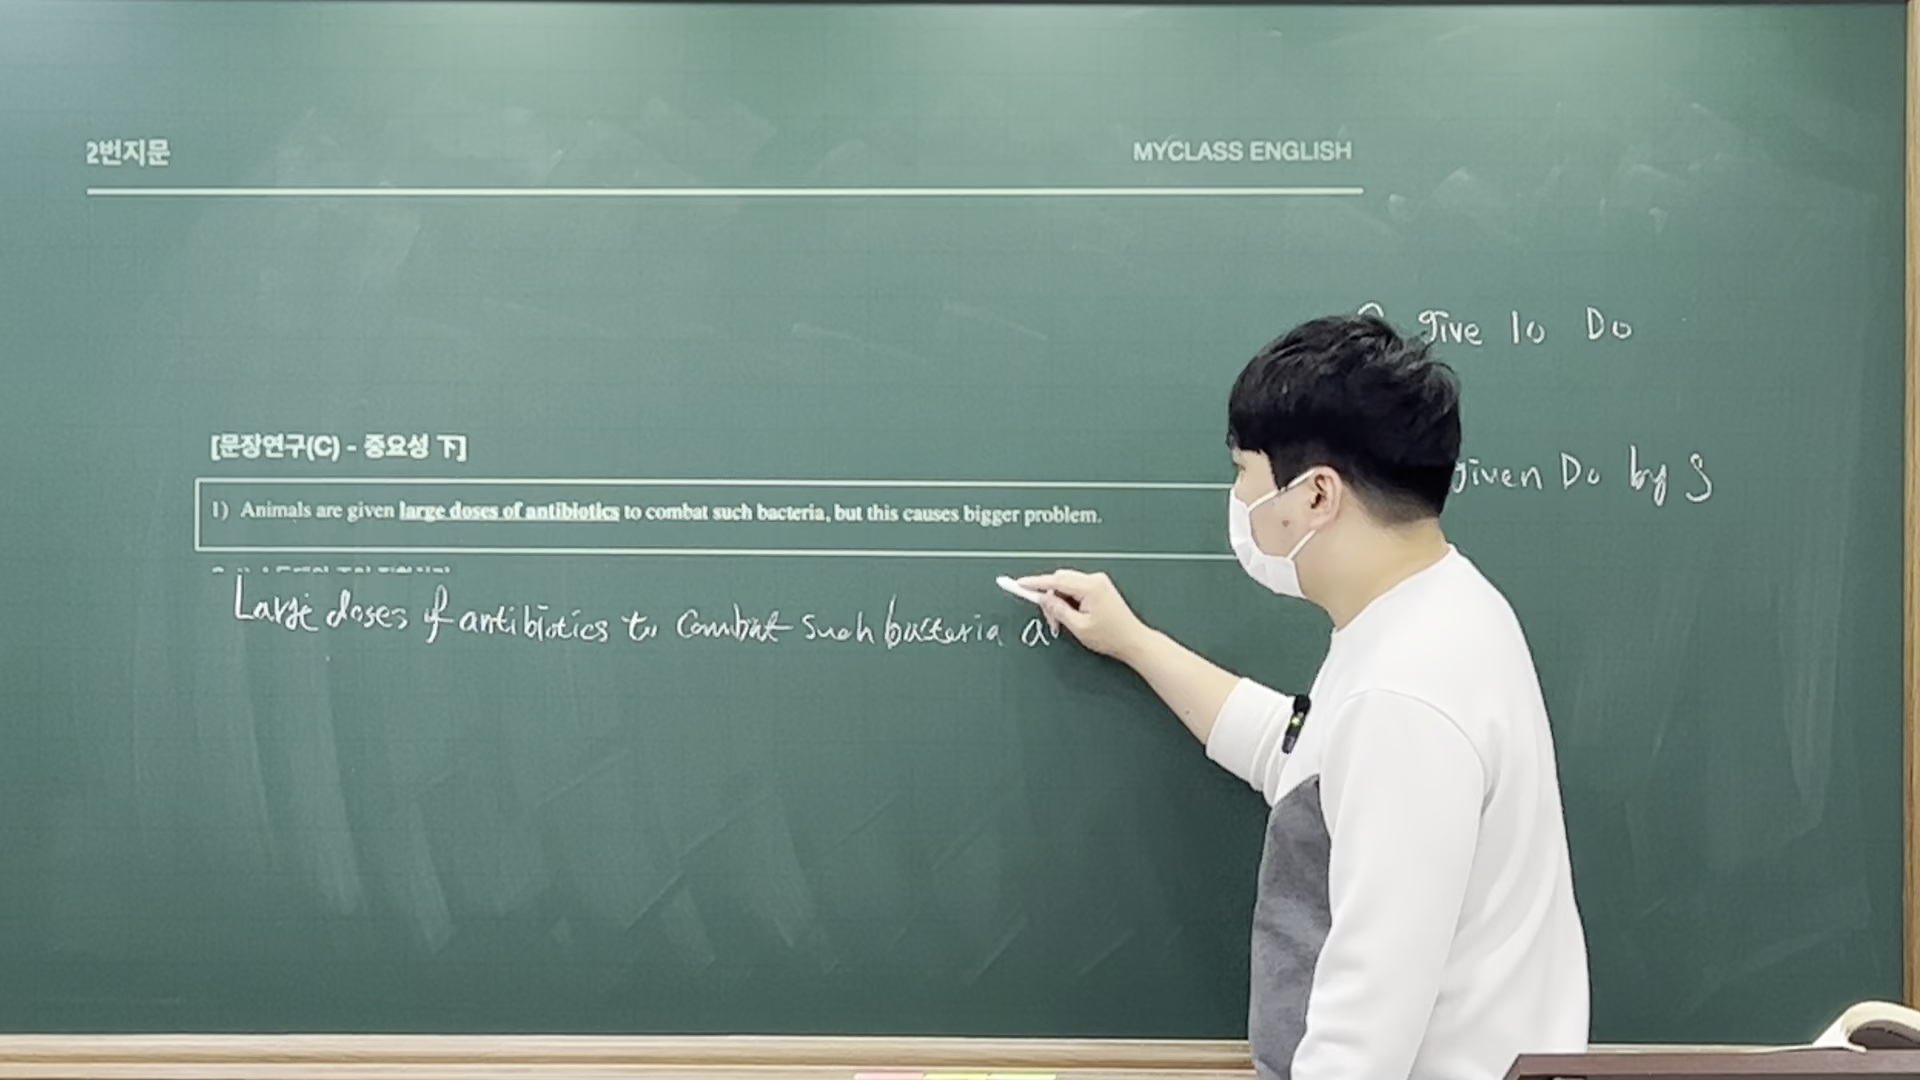 2번지문
MYCLASS ENGLISH
give IO DO
[문장연구(C) - 중요성 下]
given DO by S
1) Animals are given large doses of antibiotics to combat such bacteria, but this causes bigger problem.
Large doses of antibiotics to combat such bacteria a